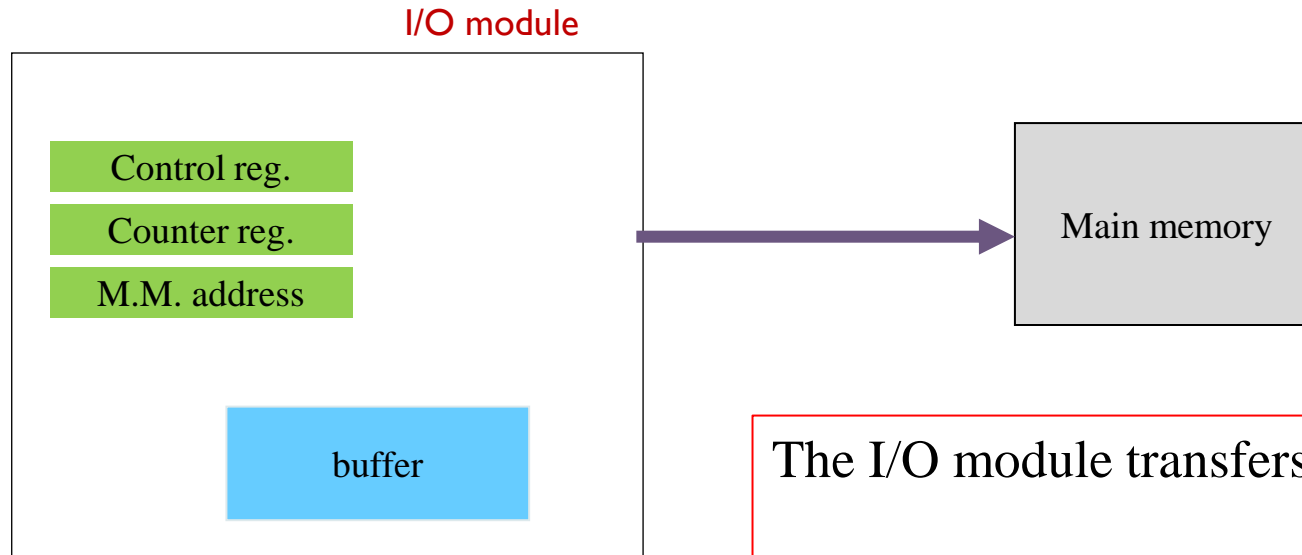 I/O module
Control reg.
Counter reg.
M.M. address
Main memory
buffer
The I/O module transfers